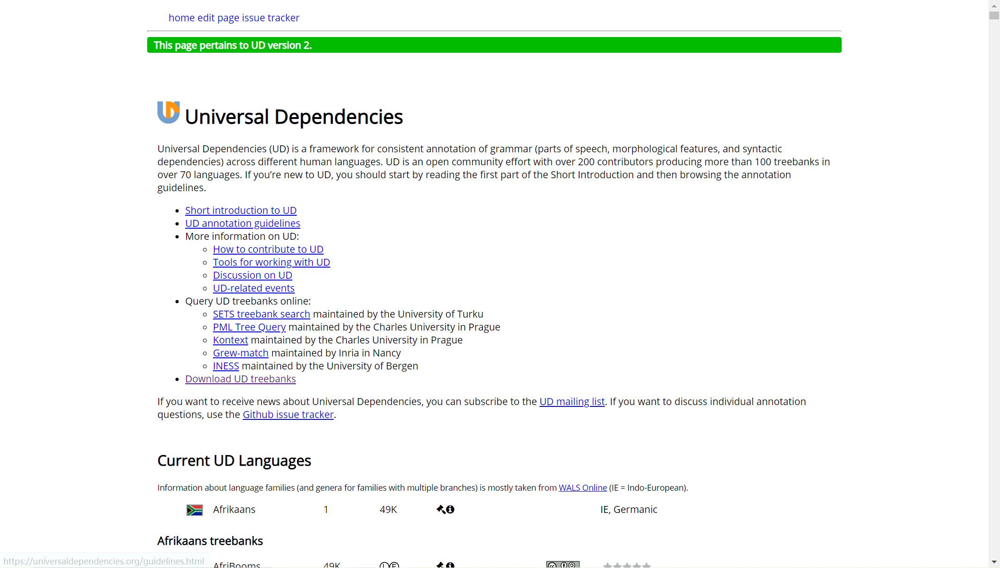 home edit page issue tracker
This page pertains to UD version 2.
Universal Dependencies
Universal Dependencies (UD) is a framework for consistent annotation of grammar (parts of speech, morphological features, and syntactic
dependencies) across different human languages. UD is an open community effort with over 200 contributors producing more than 100 treebanks in
over 70 languages. If you’re new to UD, you should start by reading the first part of the Short Introduction and then browsing the annotation
guidelines.
Short introduction to UD
UD annotation guidelines
More information on UD:
How to contribute to UD
Tools for working with UD
Discussion on UD
UD-related events
Query UD treebanks online:
SETS treebank search maintained by the University of Turku
PML Tree Query maintained by the Charles University in Prague
Kontext maintained by the Charles University in Prague
Grew-match maintained by Inria in Nancy
INESS maintained by the University of Bergen
Download UD treebanks
If you want to receive news about Universal Dependencies, you can subscribe to the UD mailing list. If you want to discuss individual annotation
questions, use the Github issue tracker.
Current UD Languages
Information about language families (and genera for families with multiple branches) is mostly taken from WALS Online (IE = Indo-European).
Afrikaans 1 49K IE, Germanic
Afrikaans treebanks
AfriBooms 49K
https://universaldependencies.org/guidelines.html